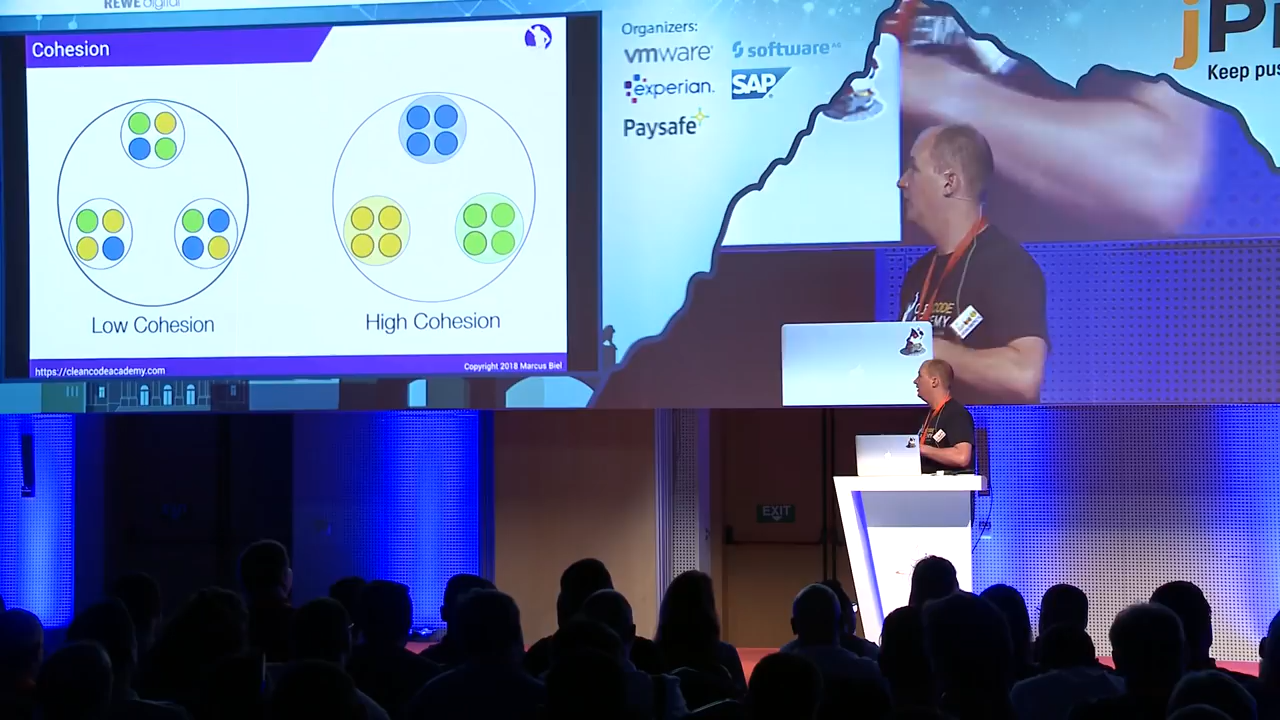 REWE digital
Cohesion
Low Cohesion
High Cohesion
https://cleancodeacademy.com
Copyright 2018 Marcus Biel
Organizers:
vmware
software AG
experian.
SAP
Paysafe
Keep pus
EXIT